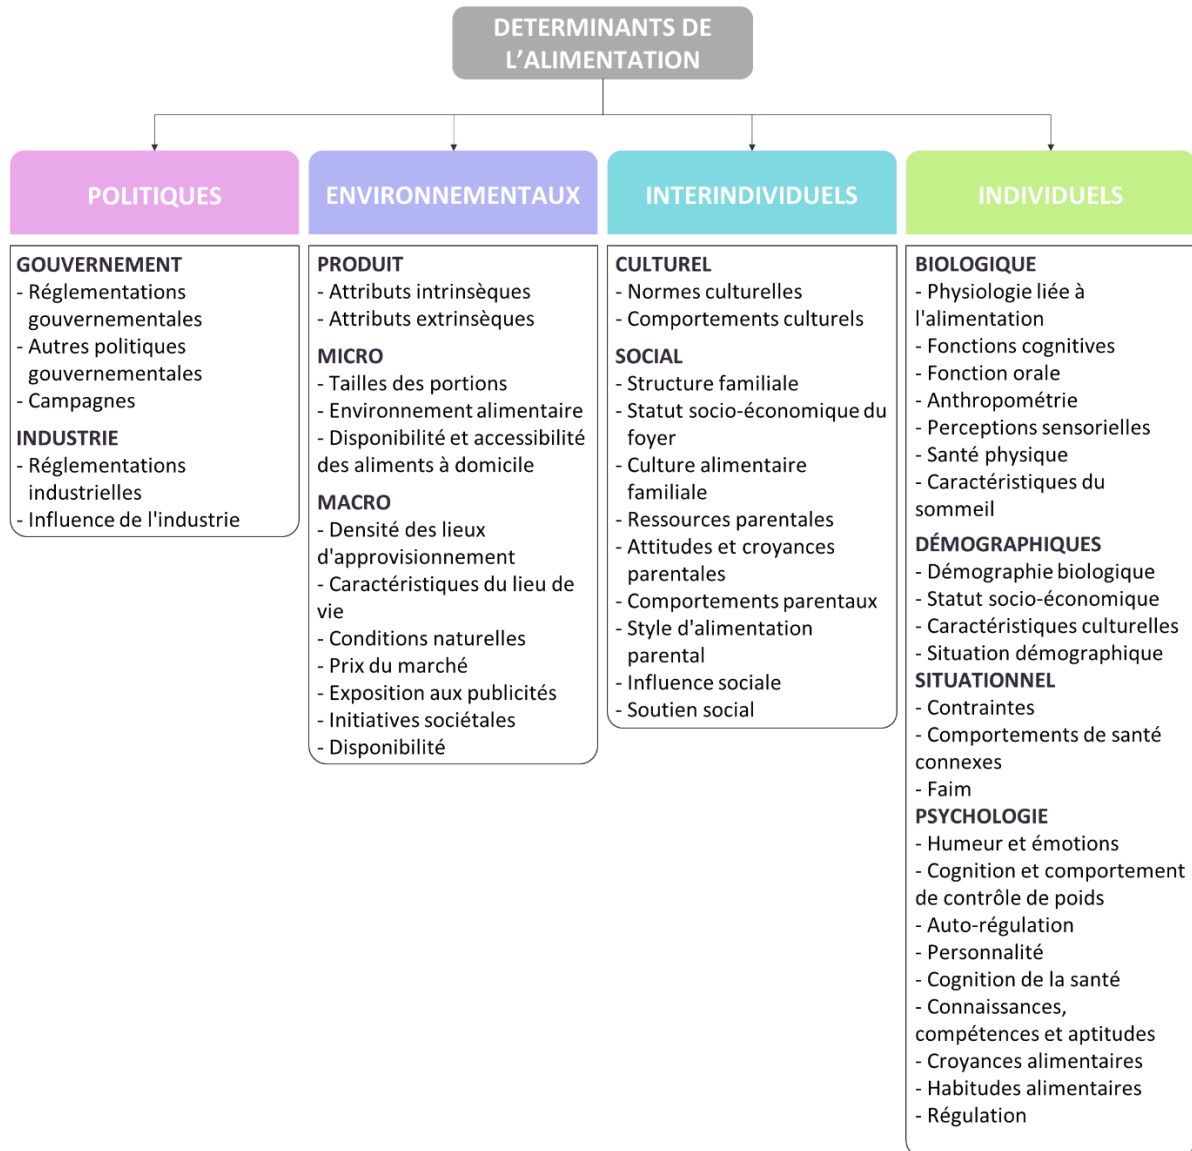 DETERMINANTS DE
L’ALIMENTATION
POLITIQUES
GOUVERNEMENT
- Réglementations
gouvernementales
- Autres politiques
gouvernementales
- Campagnes
INDUSTRIE
- Réglementations
industrielles
- Influence de l'industrie
ENVIRONNEMENTAUX
PRODUIT
- Attributs intrinsèques
- Attributs extrinsèques
MICRO
- Tailles des portions
- Environnement alimentaire
- Disponibilité et accessibilité
des aliments à domicile
MACRO
- Densité des lieux
d'approvisionnement
- Caractéristiques du lieu de
vie
- Conditions naturelles
- Prix du marché
- Exposition aux publicités
- Initiatives sociétales
- Disponibilité
INTERINDIVIDUELS
CULTUREL
- Normes culturelles
- Comportements culturels
SOCIAL
- Structure familiale
- Statut socio-économique du
foyer
- Culture alimentaire
familiale
- Ressources parentales
- Attitudes et croyances
parentales
- Comportements parentaux
- Style d'alimentation
parental
- Influence sociale
- Soutien social
INDIVIDUELS
BIOLOGIQUE
- Physiologie liée à
l'alimentation
- Fonctions cognitives
- Fonction orale
- Anthropométrie
- Perceptions sensorielles
- Santé physique
- Caractéristiques du
sommeil
DÉMOGRAPHIQUES
- Démographie biologique
- Statut socio-économique
- Caractéristiques culturelles
- Situation démographique
SITUATIONNEL
- Contraintes
- Comportements de santé
connexes
- Faim
PSYCHOLOGIE
- Humeur et émotions
- Cognition et comportement
de contrôle de poids
- Auto-régulation
- Personnalité
- Cognition de la santé
- Connaissances,
compétences et aptitudes
- Croyances alimentaires
- Habitudes alimentaires
- Régulation